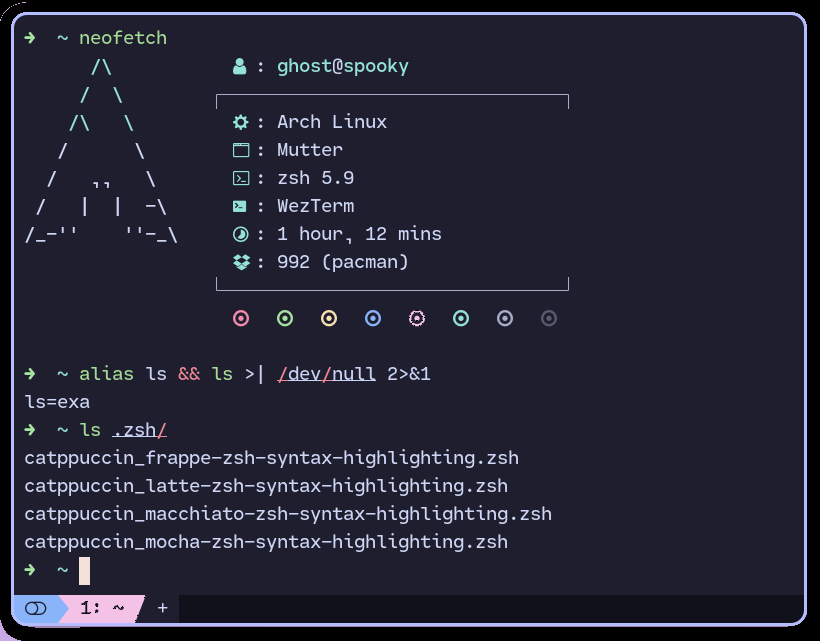 ➜ ~ neofetch
/\ : ghost@spooky
/ \
/\ \ : Arch Linux
/ \ : Mutter
/ ,, \ : zsh 5.9
/ | | -\ : WezTerm
/_-'' ''-_\ : 1 hour, 12 mins
: 992 (pacman)
➜ ~ alias ls && ls >| /dev/null 2>&1
ls=exa
➜ ~ ls .zsh/
catppuccin_frappe-zsh-syntax-highlighting.zsh
catppuccin_latte-zsh-syntax-highlighting.zsh
catppuccin_macchiato-zsh-syntax-highlighting.zsh
catppuccin_mocha-zsh-syntax-highlighting.zsh
➜ ~
1: ~ +